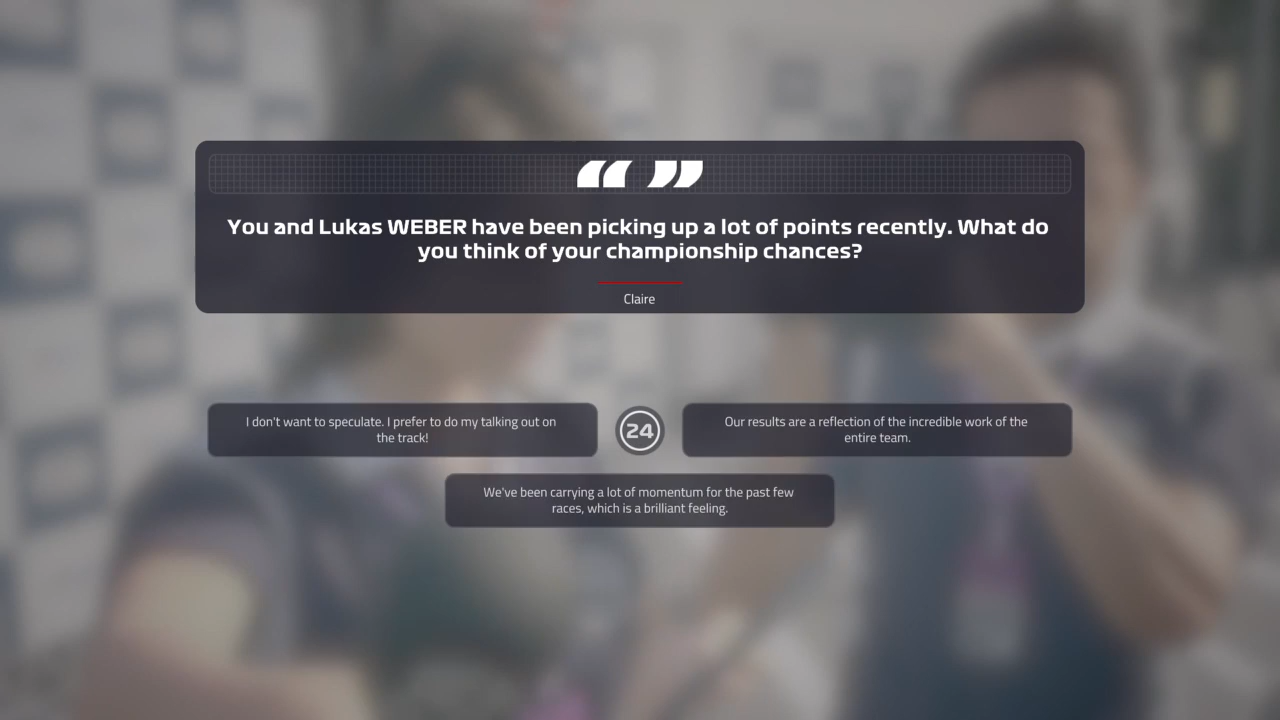 “ ”
You and Lukas WEBER have been picking up a lot of points recently. What do
you think of your championship chances?
Claire
I don't want to speculate. I prefer to do my talking out on
the track!
24
Our results are a reflection of the incredible work of the
entire team.
We've been carrying a lot of momentum for the past few
races, which is a brilliant feeling.